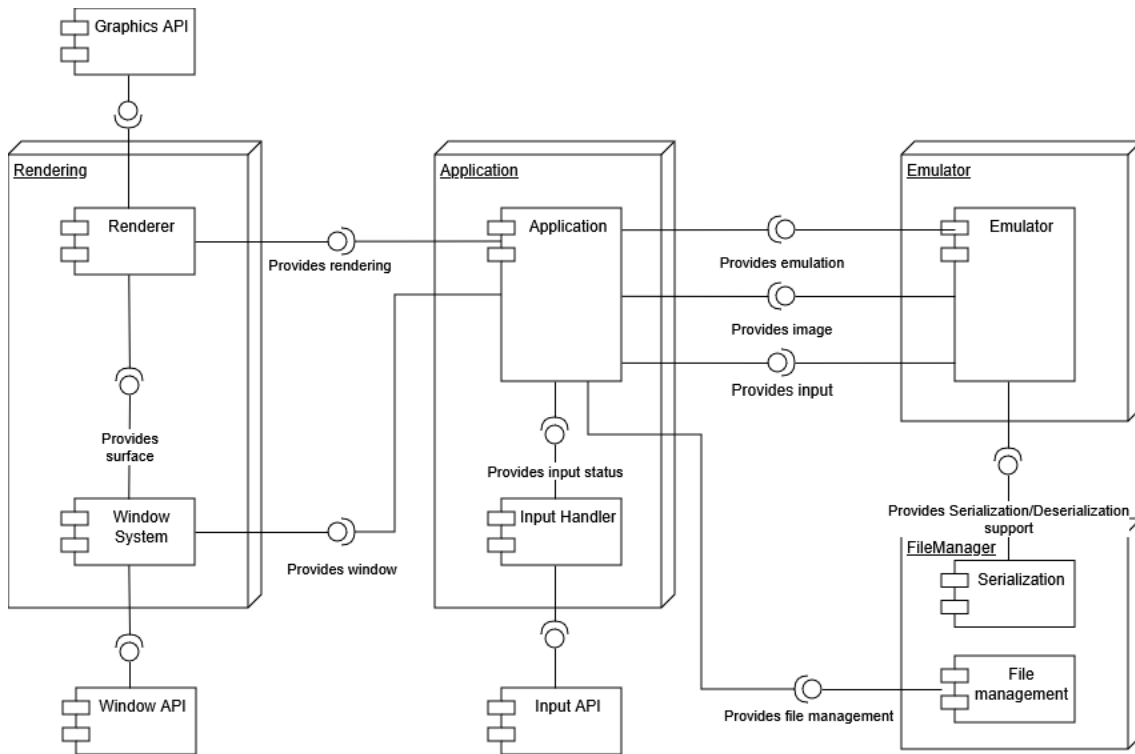 Graphics API
Rendering
Application
Emulator
Renderer
Application
Emulator
Provides rendering
Provides emulation
Provides image
Provides input
Provides
surface
Provides input status
Window
System
Input Handler
Provides window
Provides Serialization/Deserialization
support
FileManager
Serialization
File
management
Provides file management
Window API
Input API